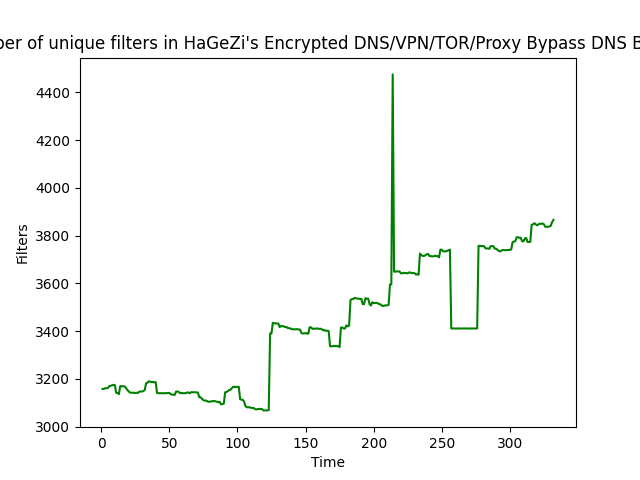 ber of unique filters in HaGeZi's Encrypted DNS/VPN/TOR/Proxy Bypass DNS B
4400
4200
4000
3800
3600
3400
3200
3000
Filters
0 50 100 150 200 250 300
Time